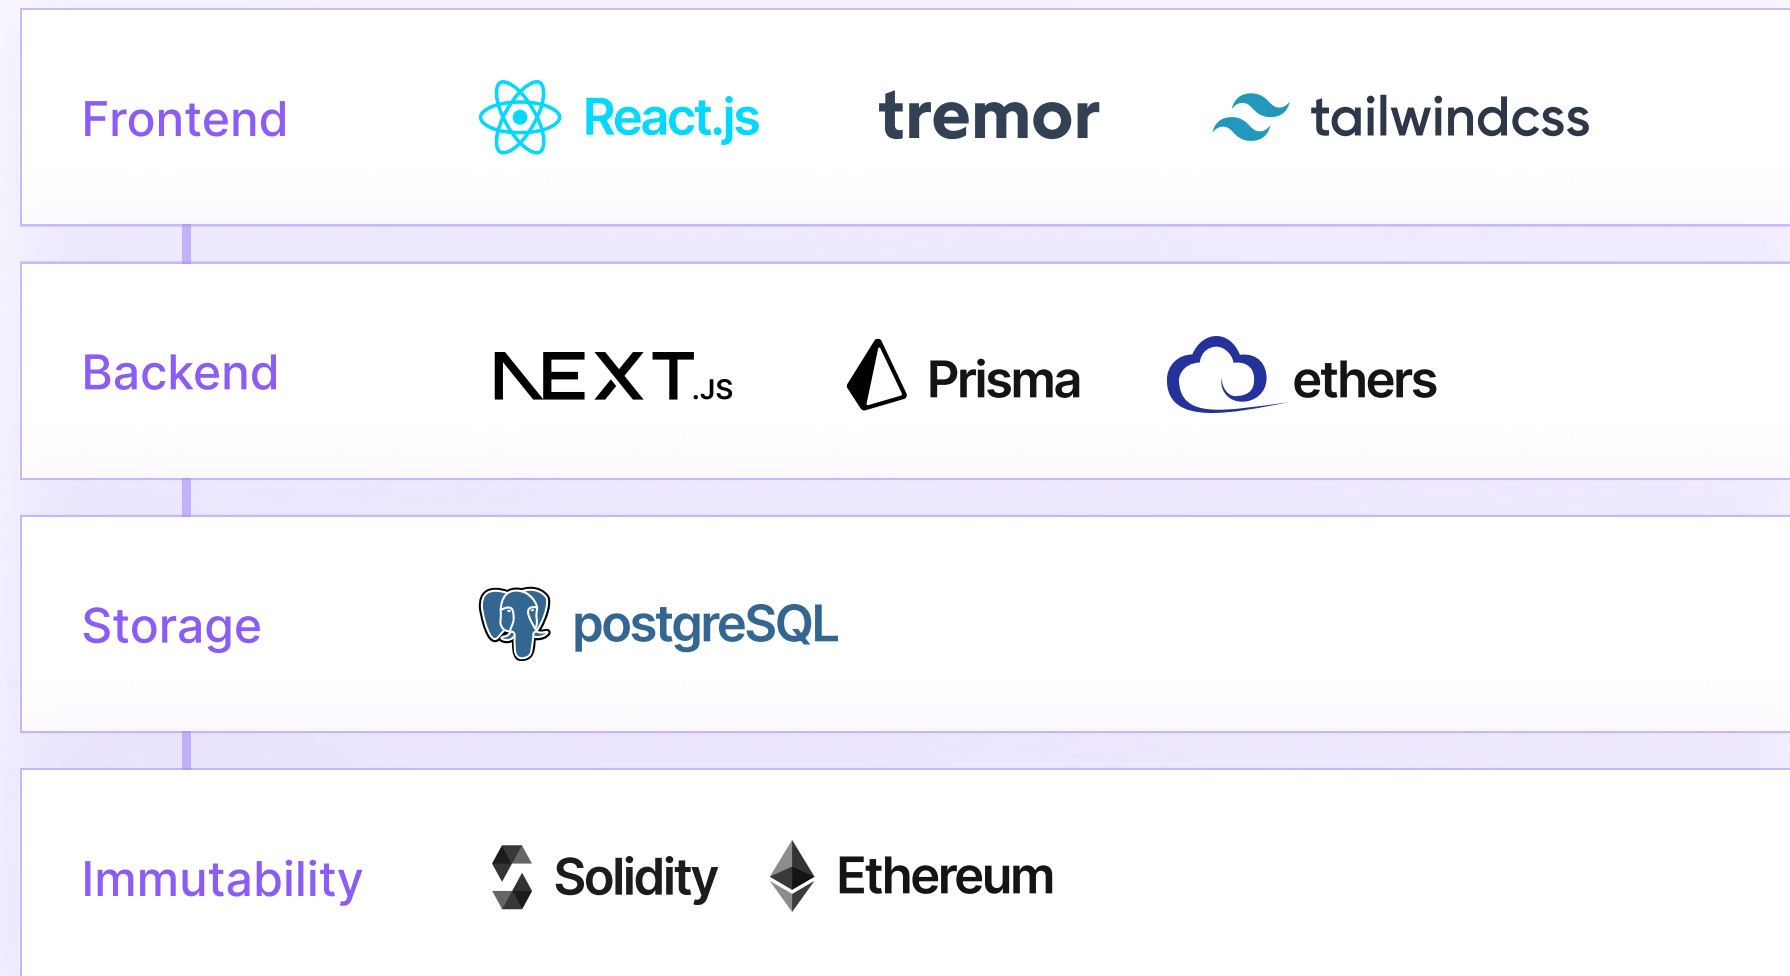 Frontend React.js tremor tailwindcss
Backend NEXT.JS Prisma ethers
Storage postgreSQL
Immutability Solidity Ethereum